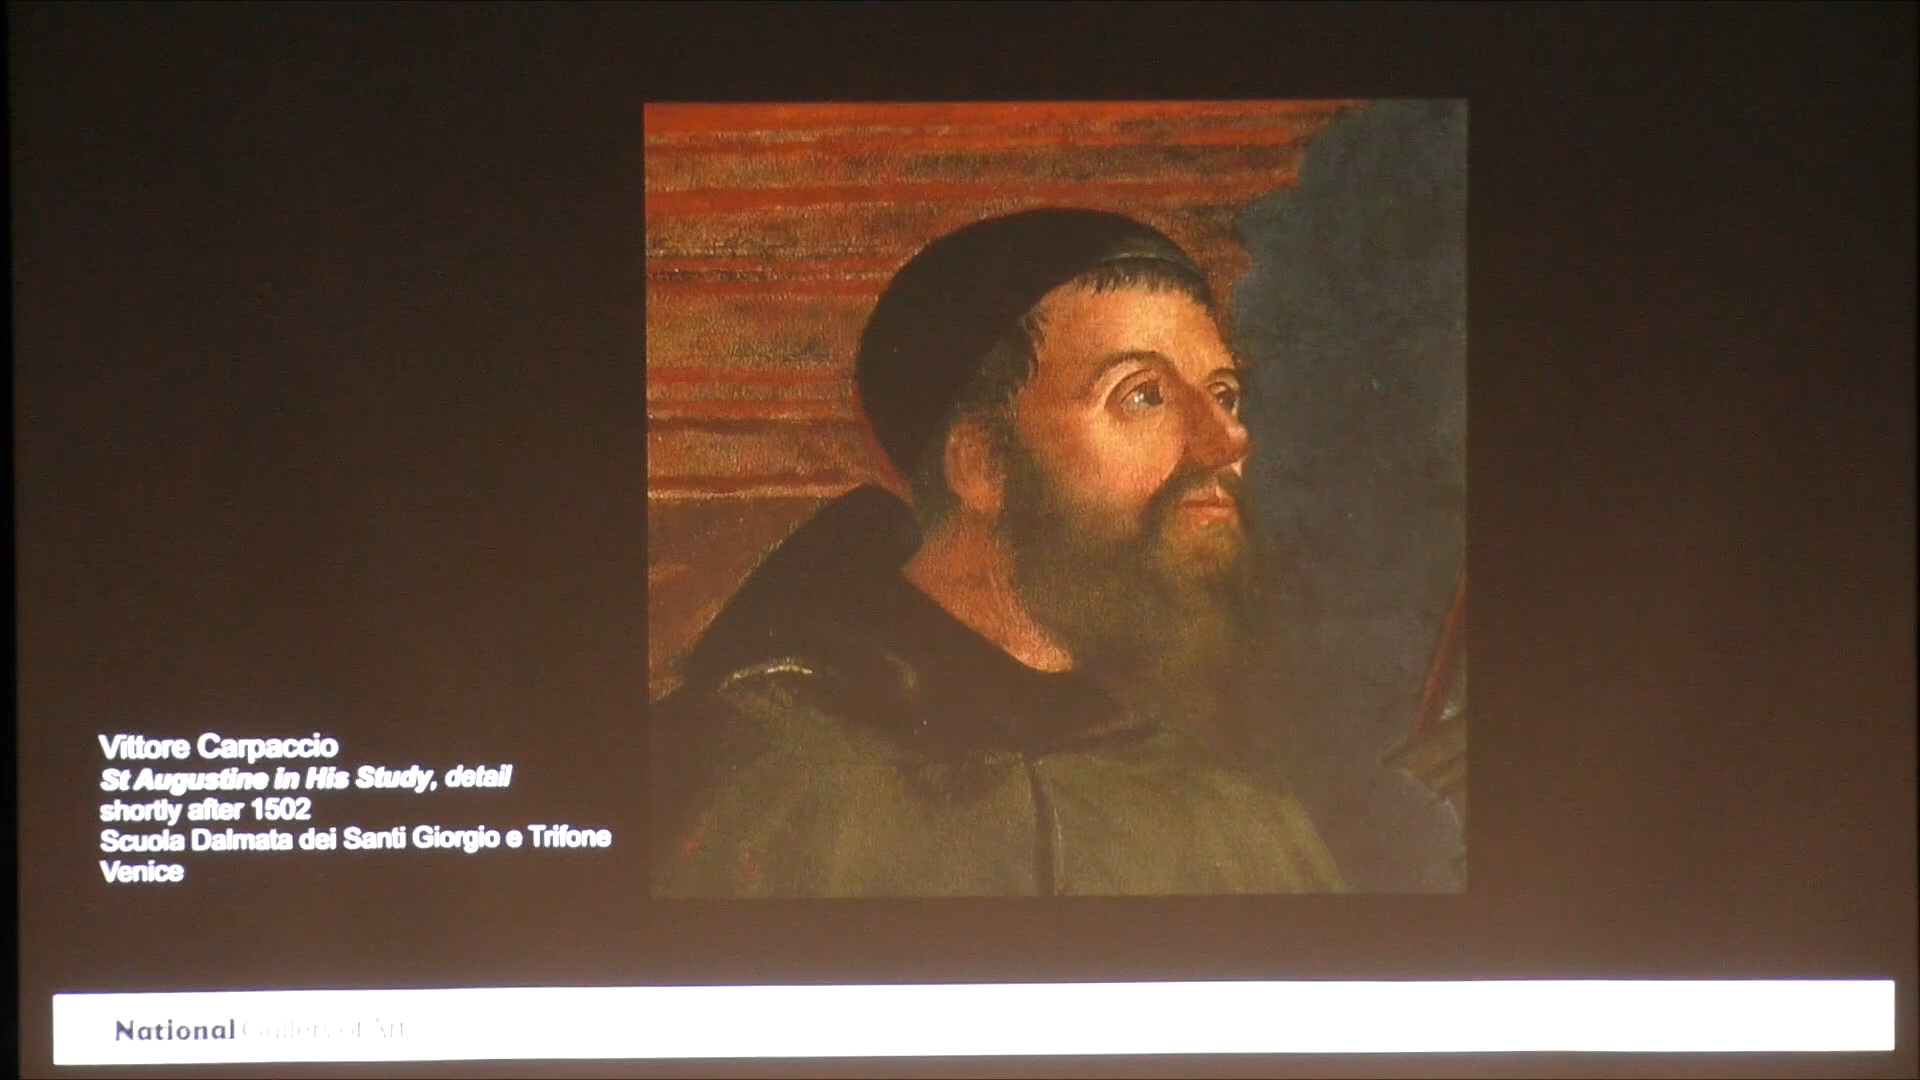 Vittore Carpaccio
St Augustine in His Study, detail
shortly after 1502
Scuola Dalmata dei Santi Giorgio e Trifone
Venice
National Gallery of Art